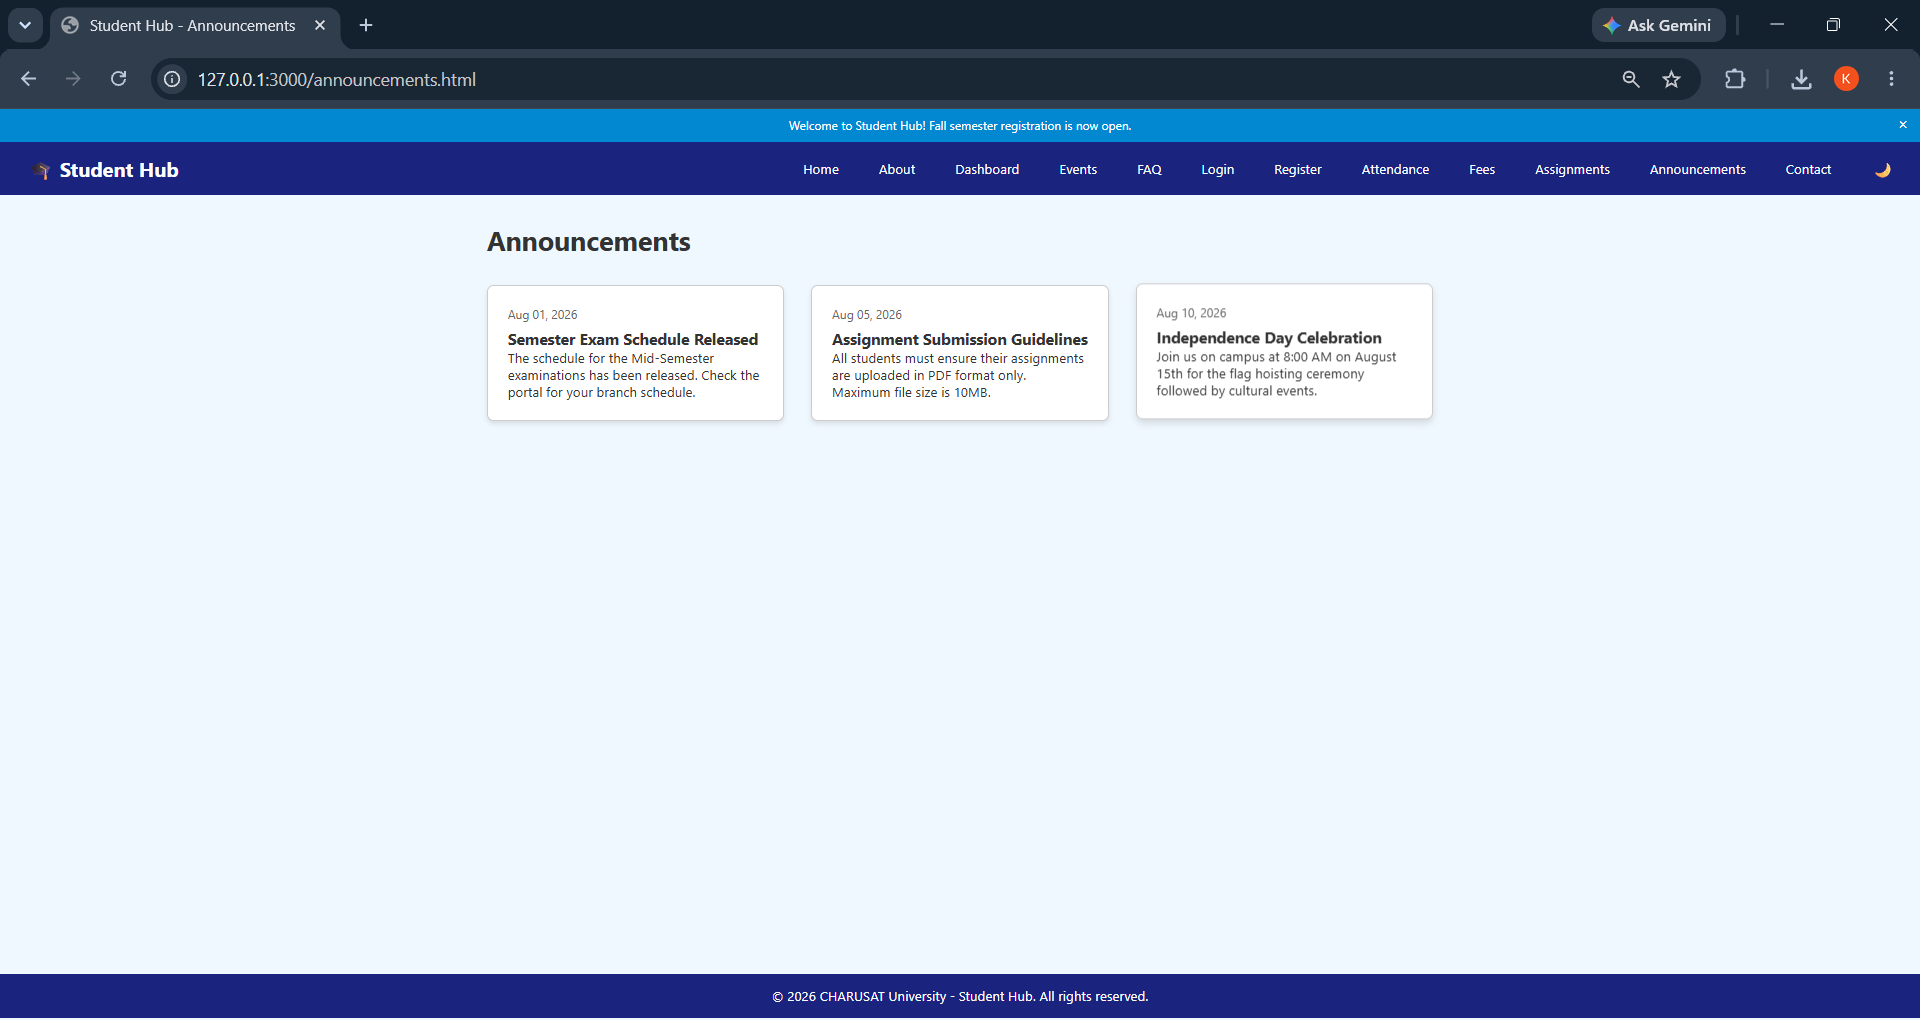 Student Hub - Announcements
Ask Gemini
127.0.0.1:3000/announcements.html
K
Welcome to Student Hub! Fall semester registration is now open.
Student Hub
Home About Dashboard Events FAQ Login Register Attendance Fees Assignments Announcements Contact
Announcements
Aug 01, 2026
Semester Exam Schedule Released
The schedule for the Mid-Semester
examinations has been released. Check the
portal for your branch schedule.
Aug 05, 2026
Assignment Submission Guidelines
All students must ensure their assignments
are uploaded in PDF format only.
Maximum file size is 10MB.
Aug 10, 2026
Independence Day Celebration
Join us on campus at 8:00 AM on August
15th for the flag hoisting ceremony
followed by cultural events.
© 2026 CHARUSAT University - Student Hub. All rights reserved.